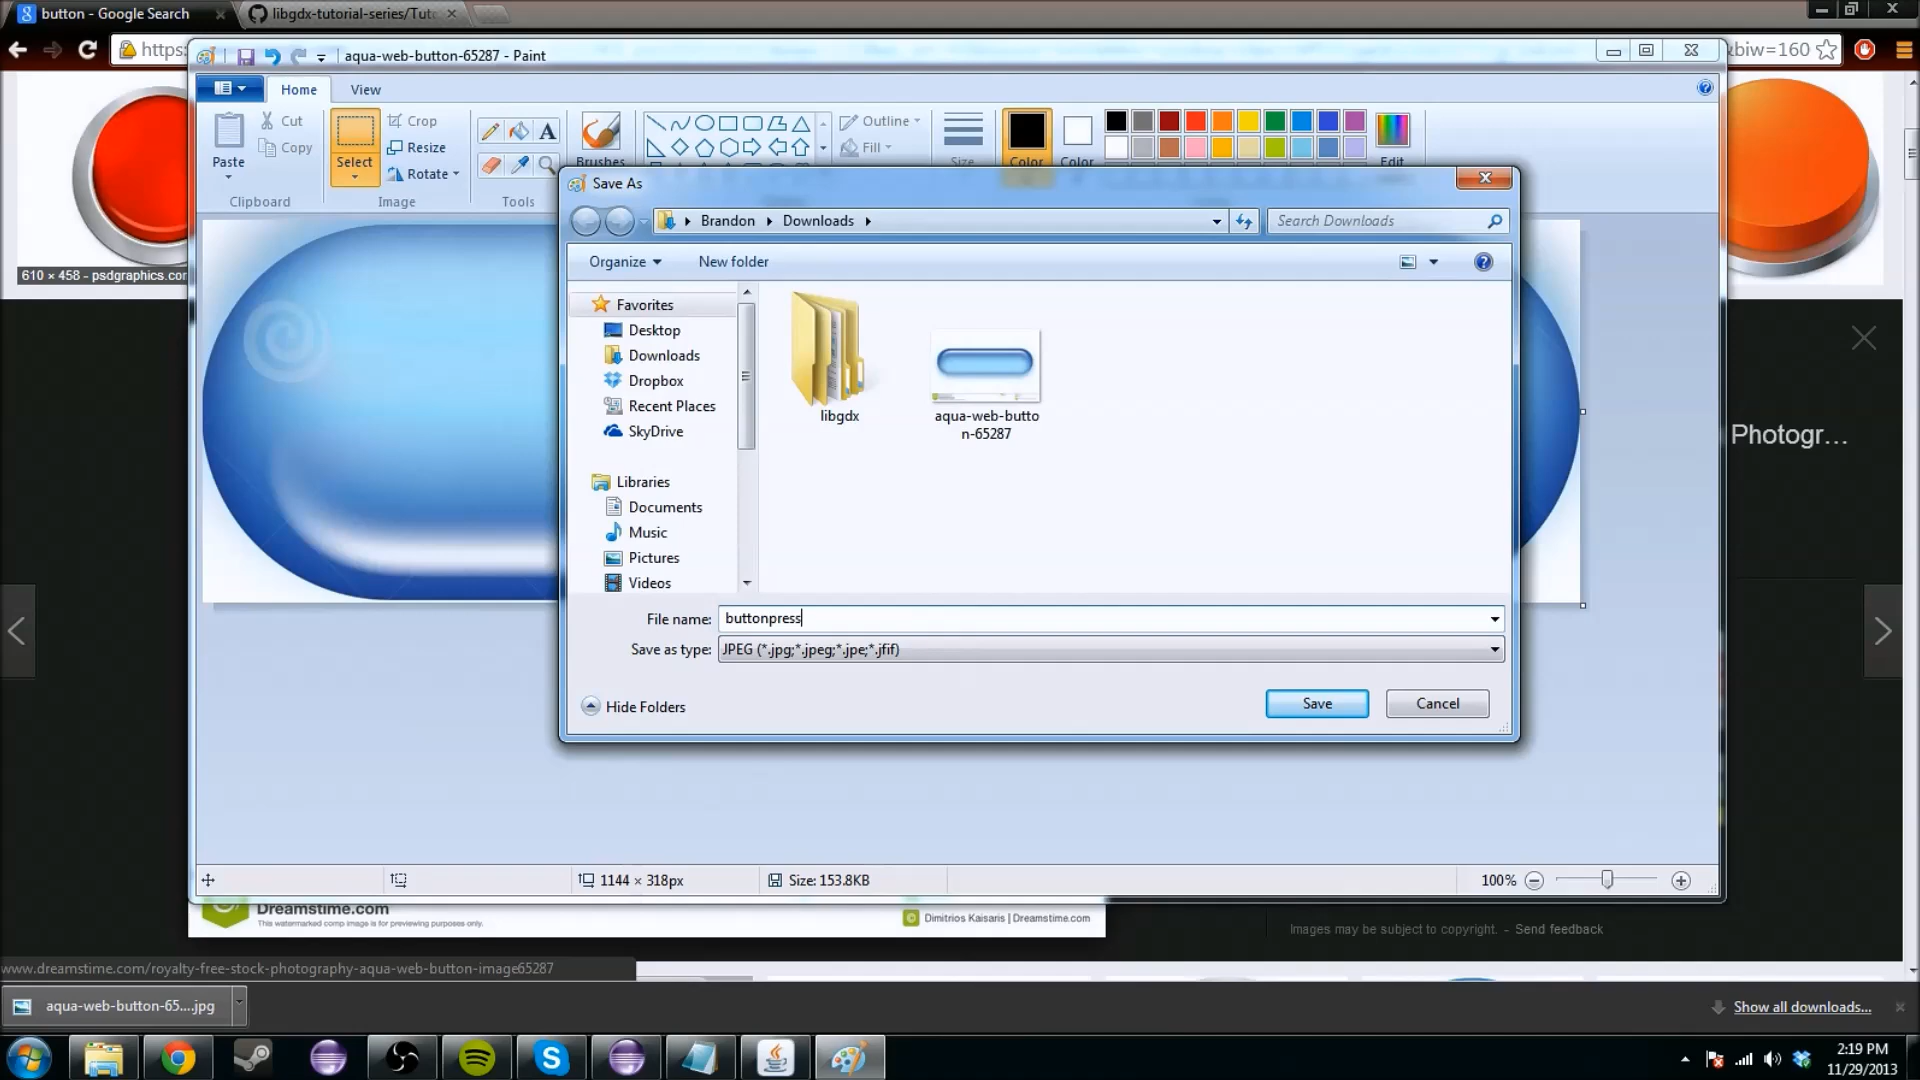 button - Google Search
libgdx-tutorial-series/Tuto
https:
&biw=160
aqua-web-button-65287 - Paint
Home
View
Paste
Cut
Copy
Clipboard
Select
Crop
Resize
Rotate
Image
Tools
Brushes
Outline
Fill
Size
Color
Color
Edit
610 × 458 - psdgraphics.com
Save As
Brandon
Downloads
Search Downloads
Organize
New folder
Favorites
Desktop
Downloads
Dropbox
Recent Places
SkyDrive
Libraries
Documents
Music
Pictures
Videos
libgdx
aqua-web-butto
n-65287
File name: buttonpress
Save as type: JPEG (*.jpg;*.jpeg;*.jpe;*.jfif)
Hide Folders
Save
Cancel
Photogr...
1144 × 318px
Size: 153.8KB
100%
Dreamstime.com
This watermarked comp image is for previewing purposes only.
Dimitrios Kaisaris | Dreamstime.com
Images may be subject to copyright. - Send feedback
www.dreamstime.com/royalty-free-stock-photography-aqua-web-button-image65287
aqua-web-button-65....jpg
Show all downloads...
2:19 PM
11/29/2013